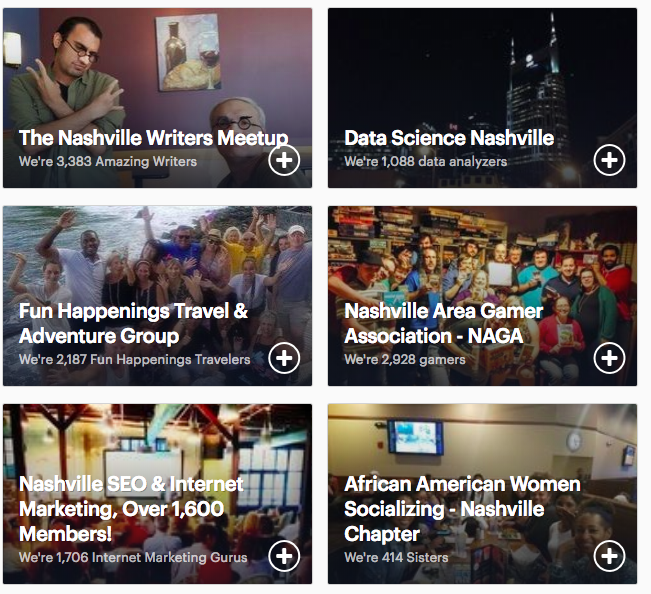 The Nashville Writers Meetup
We're 3,383 Amazing Writers
Data Science Nashville
We're 1,088 data analyzers
Fun Happenings Travel &
Adventure Group
We're 2,187 Fun Happenings Travelers
Nashville Area Gamer
Association - NAGA
We're 2,928 gamers
Nashville SEO & Internet
Marketing, Over 1,600
Members!
We're 1,706 Internet Marketing Gurus
African American Women
Socializing - Nashville
Chapter
We're 414 Sisters